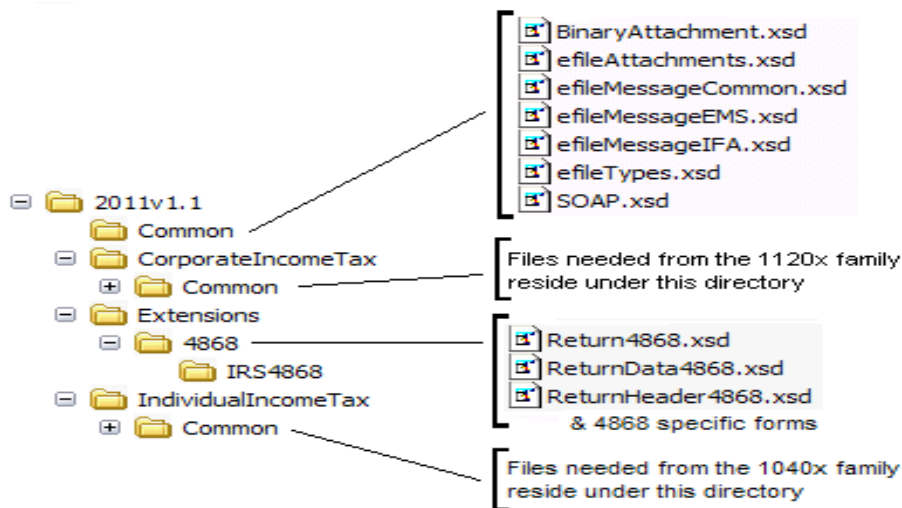 BinaryAttachment.xsd
efileAttachments.xsd
efileMessageCommon.xsd
efileMessageEMS.xsd
efileMessageIFA.xsd
efileTypes.xsd
SOAP.xsd
2011v1.1
Common
CorporateIncomeTax
Common
Files needed from the 1120x family
reside under this directory
Extensions
4868
IRS4868
Return4868.xsd
ReturnData4868.xsd
ReturnHeader4868.xsd
& 4868 specific forms
IndividualIncomeTax
Common
Files needed from the 1040x family
reside under this directory